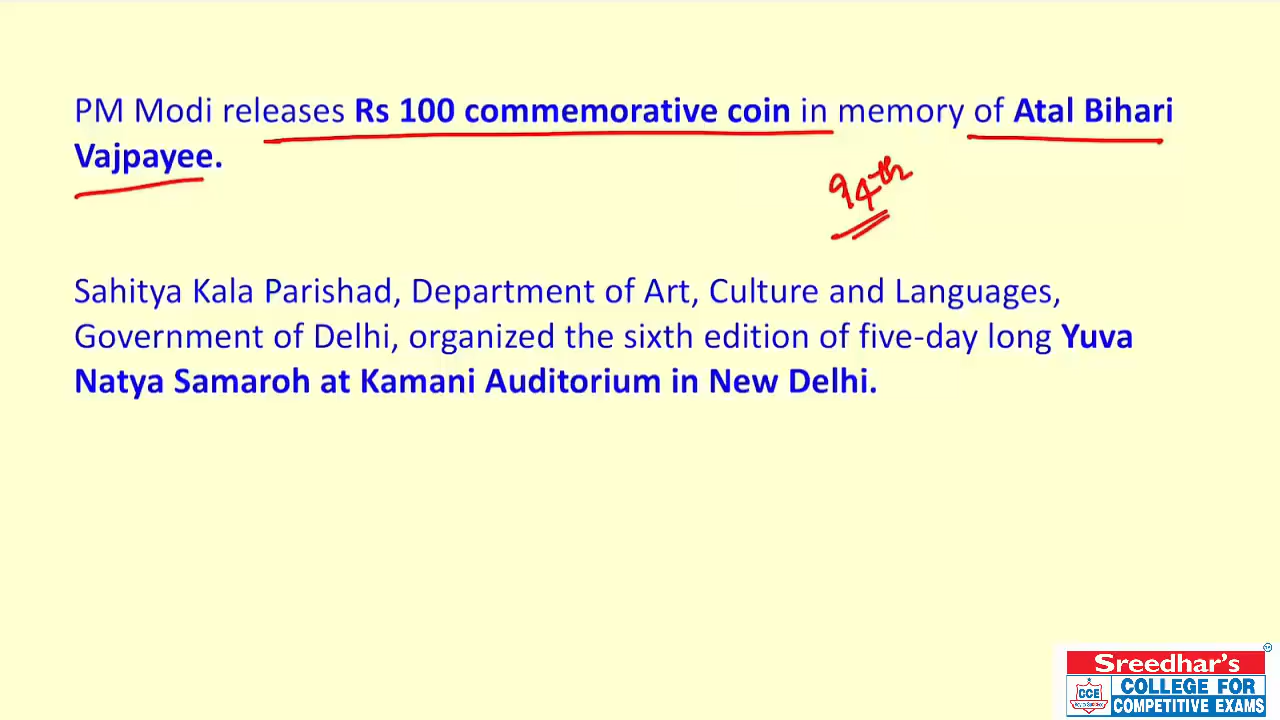 PM Modi releases Rs 100 commemorative coin in memory of Atal Bihari
Vajpayee.
94th
Sahitya Kala Parishad, Department of Art, Culture and Languages,
Government of Delhi, organized the sixth edition of five-day long Yuva
Natya Samaroh at Kamani Auditorium in New Delhi.
Sreedhar's
CCE
COLLEGE FOR
COMPETITIVE EXAMS